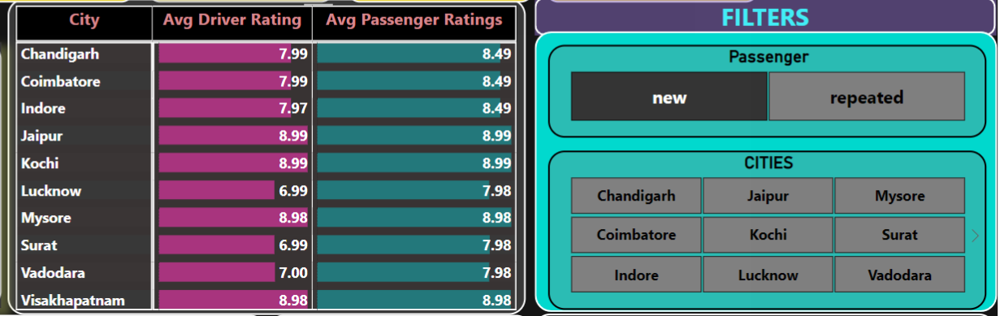 City Avg Driver Rating Avg Passenger Ratings
Chandigarh 7.99 8.49
Coimbatore 7.99 8.49
Indore 7.97 8.49
Jaipur 8.99 8.99
Kochi 8.99 8.99
Lucknow 6.99 7.98
Mysore 8.98 8.98
Surat 6.99 7.98
Vadodara 7.00 7.98
Visakhapatnam 8.98 8.98
FILTERS
Passenger
new repeated
CITIES
Chandigarh Jaipur Mysore
Coimbatore Kochi Surat
Indore Lucknow Vadodara